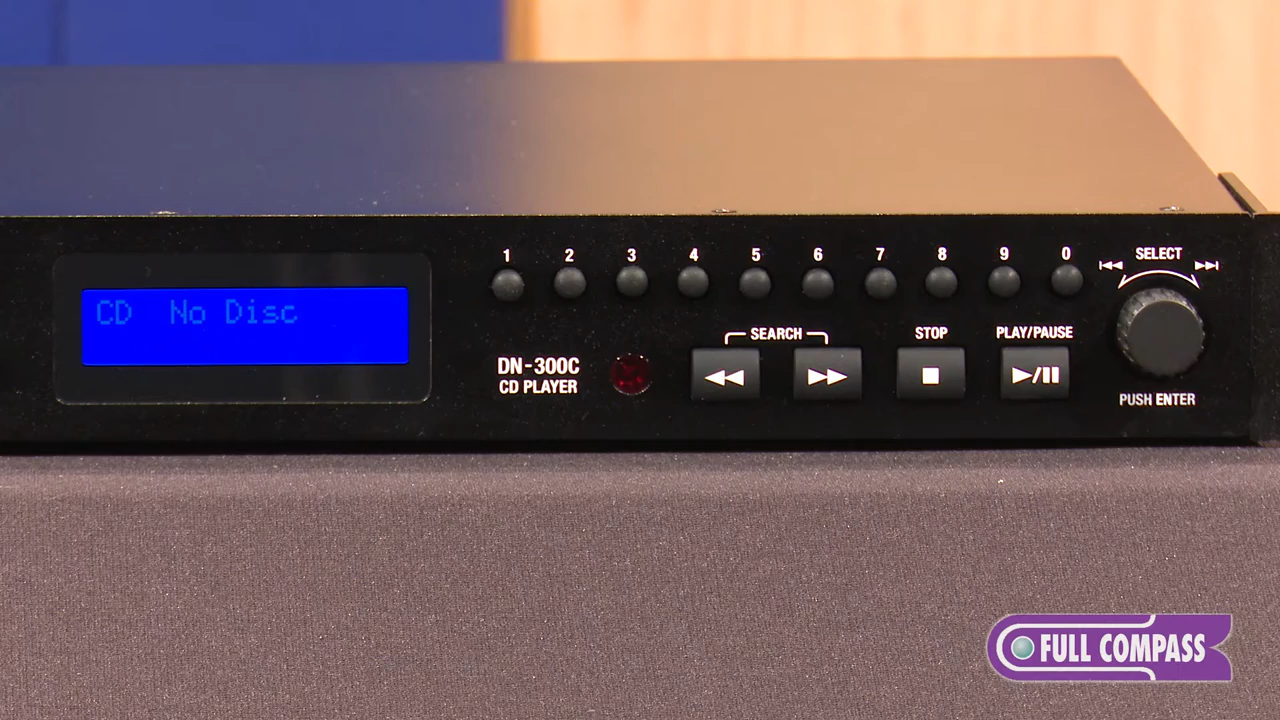 CD No Disc
1 2 3 4 5 6 7 8 9 0
SELECT
SEARCH
STOP
PLAY/PAUSE
DN-300C
CD PLAYER
PUSH ENTER
FULL COMPASS